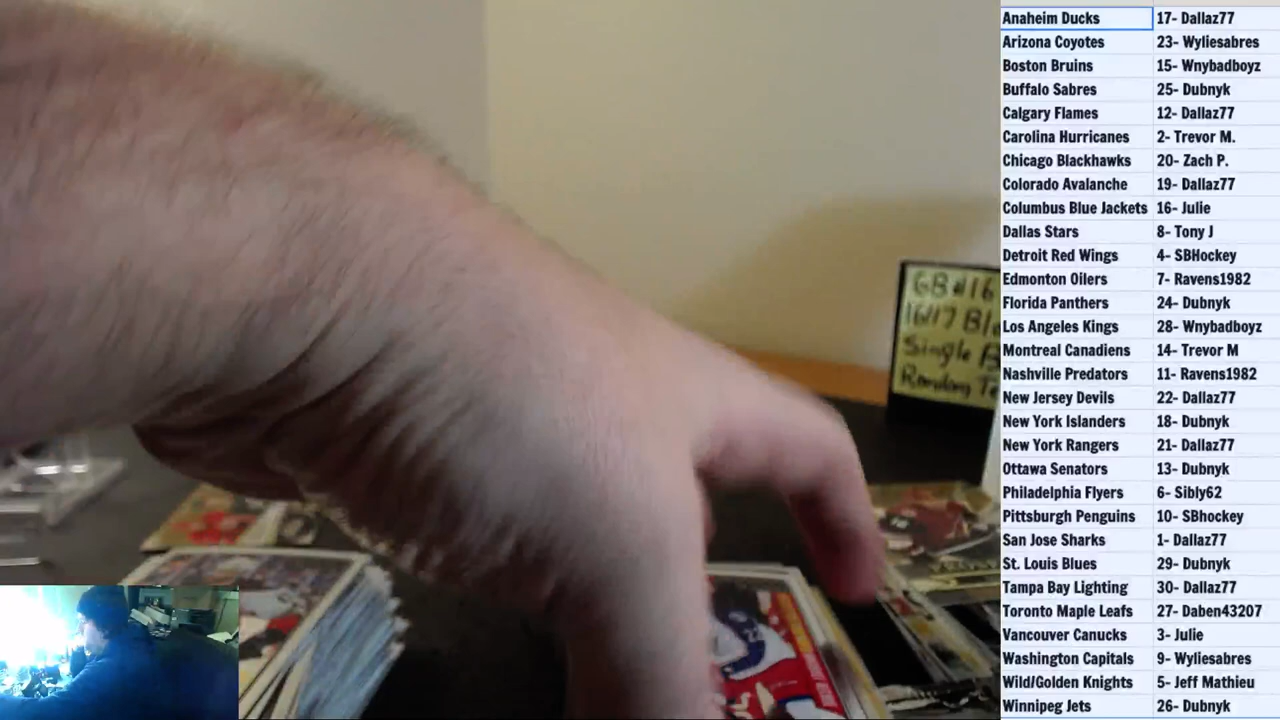 Anaheim Ducks 17- Dallaz77
Arizona Coyotes 23- Wyliesabres
Boston Bruins 15- Wnybadboyz
Buffalo Sabres 25- Dubnyk
Calgary Flames 12- Dallaz77
Carolina Hurricanes 2- Trevor M.
Chicago Blackhawks 20- Zach P.
Colorado Avalanche 19- Dallaz77
Columbus Blue Jackets 16- Julie
Dallas Stars 8- Tony J
Detroit Red Wings 4- SBHockey
Edmonton Oilers 7- Ravens1982
Florida Panthers 24- Dubnyk
Los Angeles Kings 28- Wnybadboyz
Montreal Canadiens 14- Trevor M
Nashville Predators 11- Ravens1982
New Jersey Devils 22- Dallaz77
New York Islanders 18- Dubnyk
New York Rangers 21- Dallaz77
Ottawa Senators 13- Dubnyk
Philadelphia Flyers 6- Sibly62
Pittsburgh Penguins 10- SBhockey
San Jose Sharks 1- Dallaz77
St. Louis Blues 29- Dubnyk
Tampa Bay Lighting 30- Dallaz77
Toronto Maple Leafs 27- Daben43207
Vancouver Canucks 3- Julie
Washington Capitals 9- Wyliesabres
Wild/Golden Knights 5- Jeff Mathieu
Winnipeg Jets 26- Dubnyk
GB#16
16/17 Bl
Single
Random Te